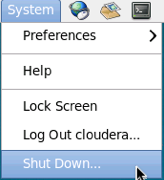 System
Preferences
Help
Lock Screen
Log Out cloudera...
Shut Down...